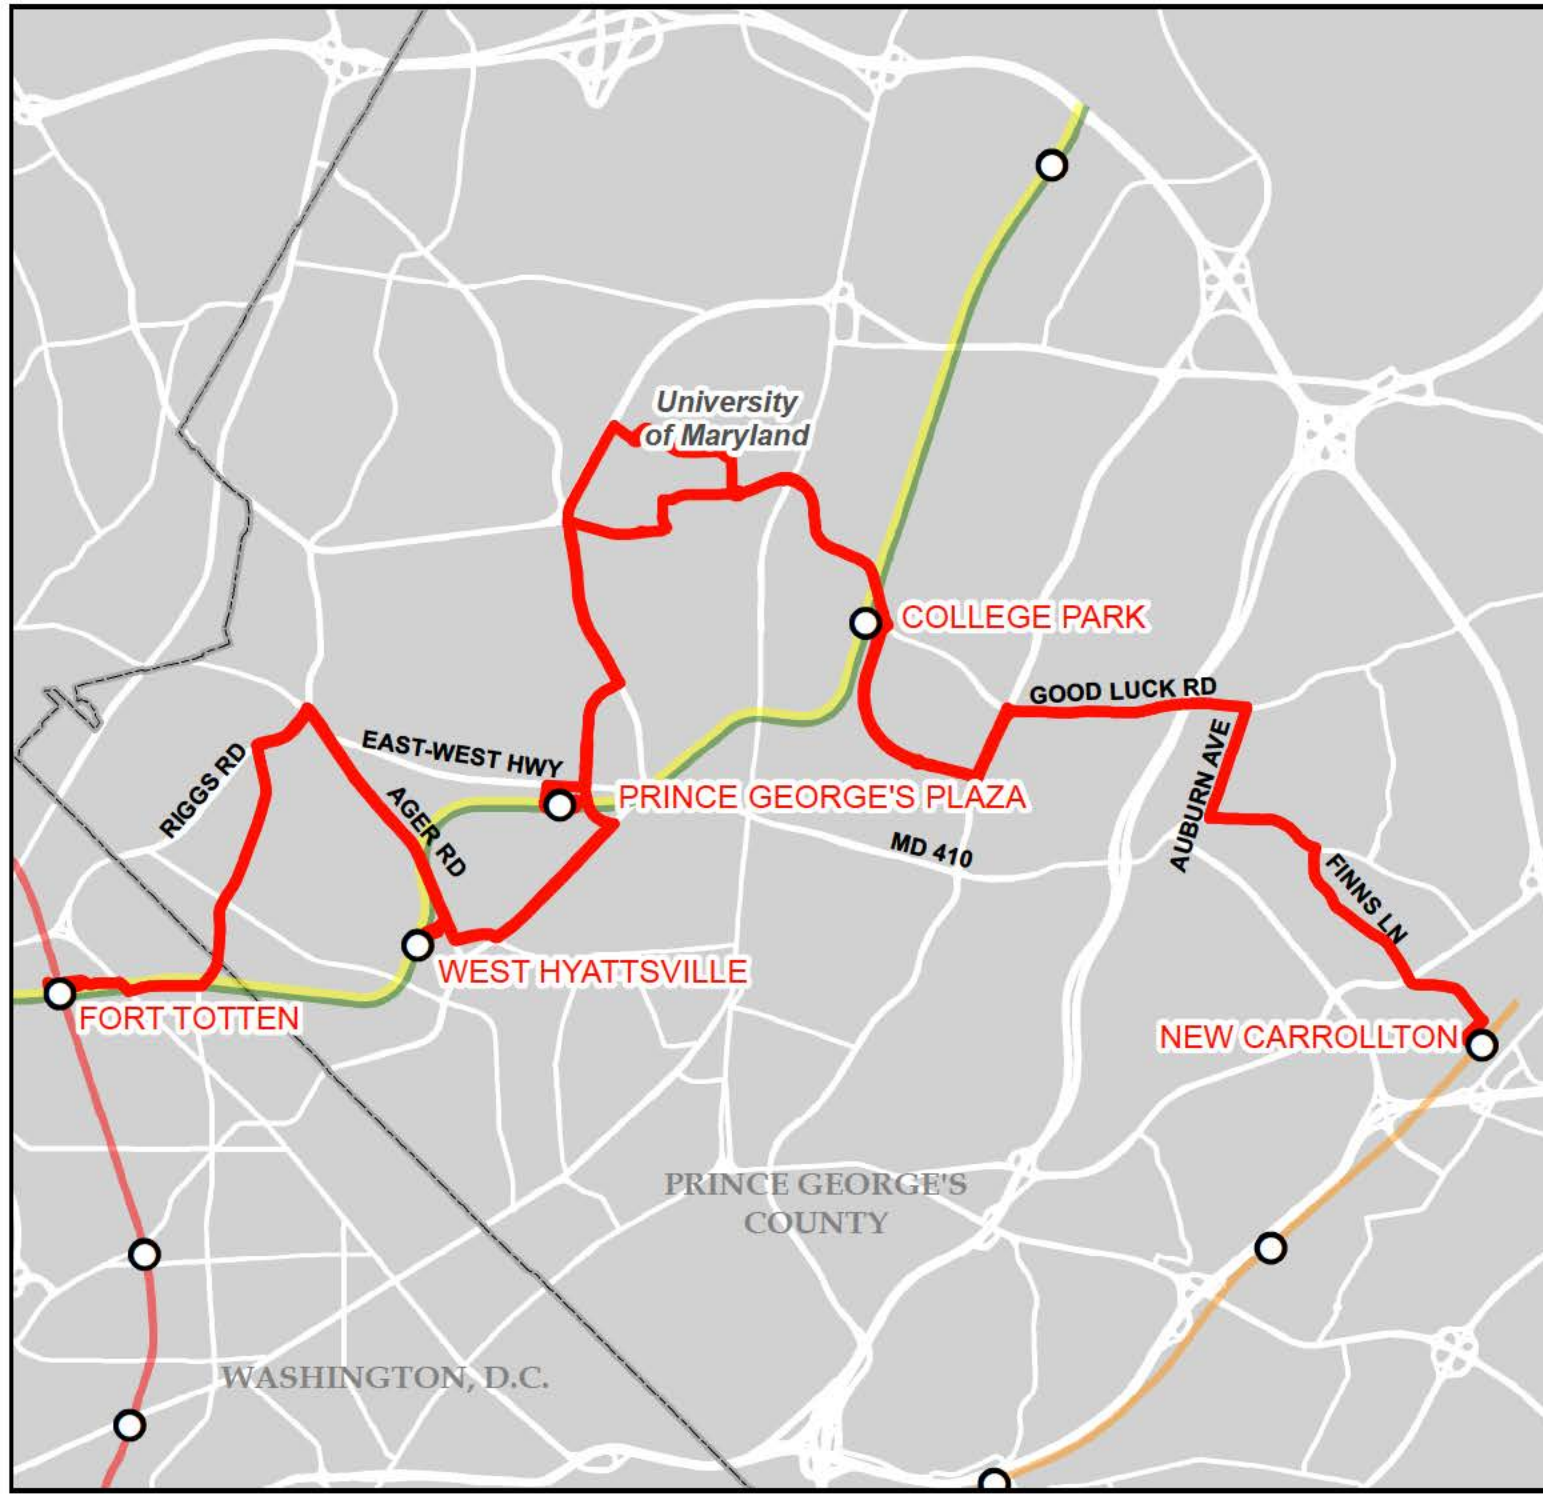 University
of Maryland
COLLEGE PARK
GOOD LUCK RD
EAST-WEST HWY
RIGGS RD
AGER RD
PRINCE GEORGE'S PLAZA
AUBURN AVE
MD 410
FINNS LN
WEST HYATTSVILLE
FORT TOTTEN
NEW CARROLLTON
PRINCE GEORGE'S
COUNTY
WASHINGTON, D.C.